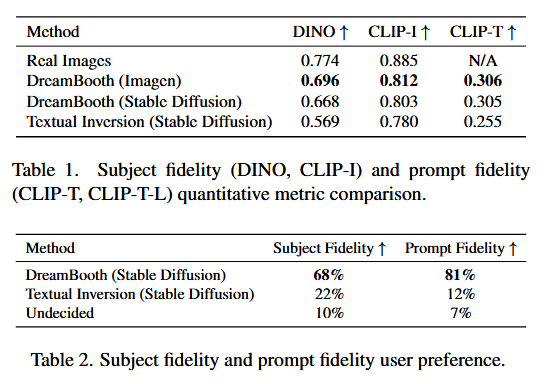 Method DINO ↑ CLIP-I ↑ CLIP-T ↑
Real Images 0.774 0.885 N/A
DreamBooth (Imagen) 0.696 0.812 0.306
DreamBooth (Stable Diffusion) 0.668 0.803 0.305
Textual Inversion (Stable Diffusion) 0.569 0.780 0.255
Table 1. Subject fidelity (DINO, CLIP-I) and prompt fidelity
(CLIP-T, CLIP-T-L) quantitative metric comparison.
Method Subject Fidelity ↑ Prompt Fidelity ↑
DreamBooth (Stable Diffusion) 68% 81%
Textual Inversion (Stable Diffusion) 22% 12%
Undecided 10% 7%
Table 2. Subject fidelity and prompt fidelity user preference.